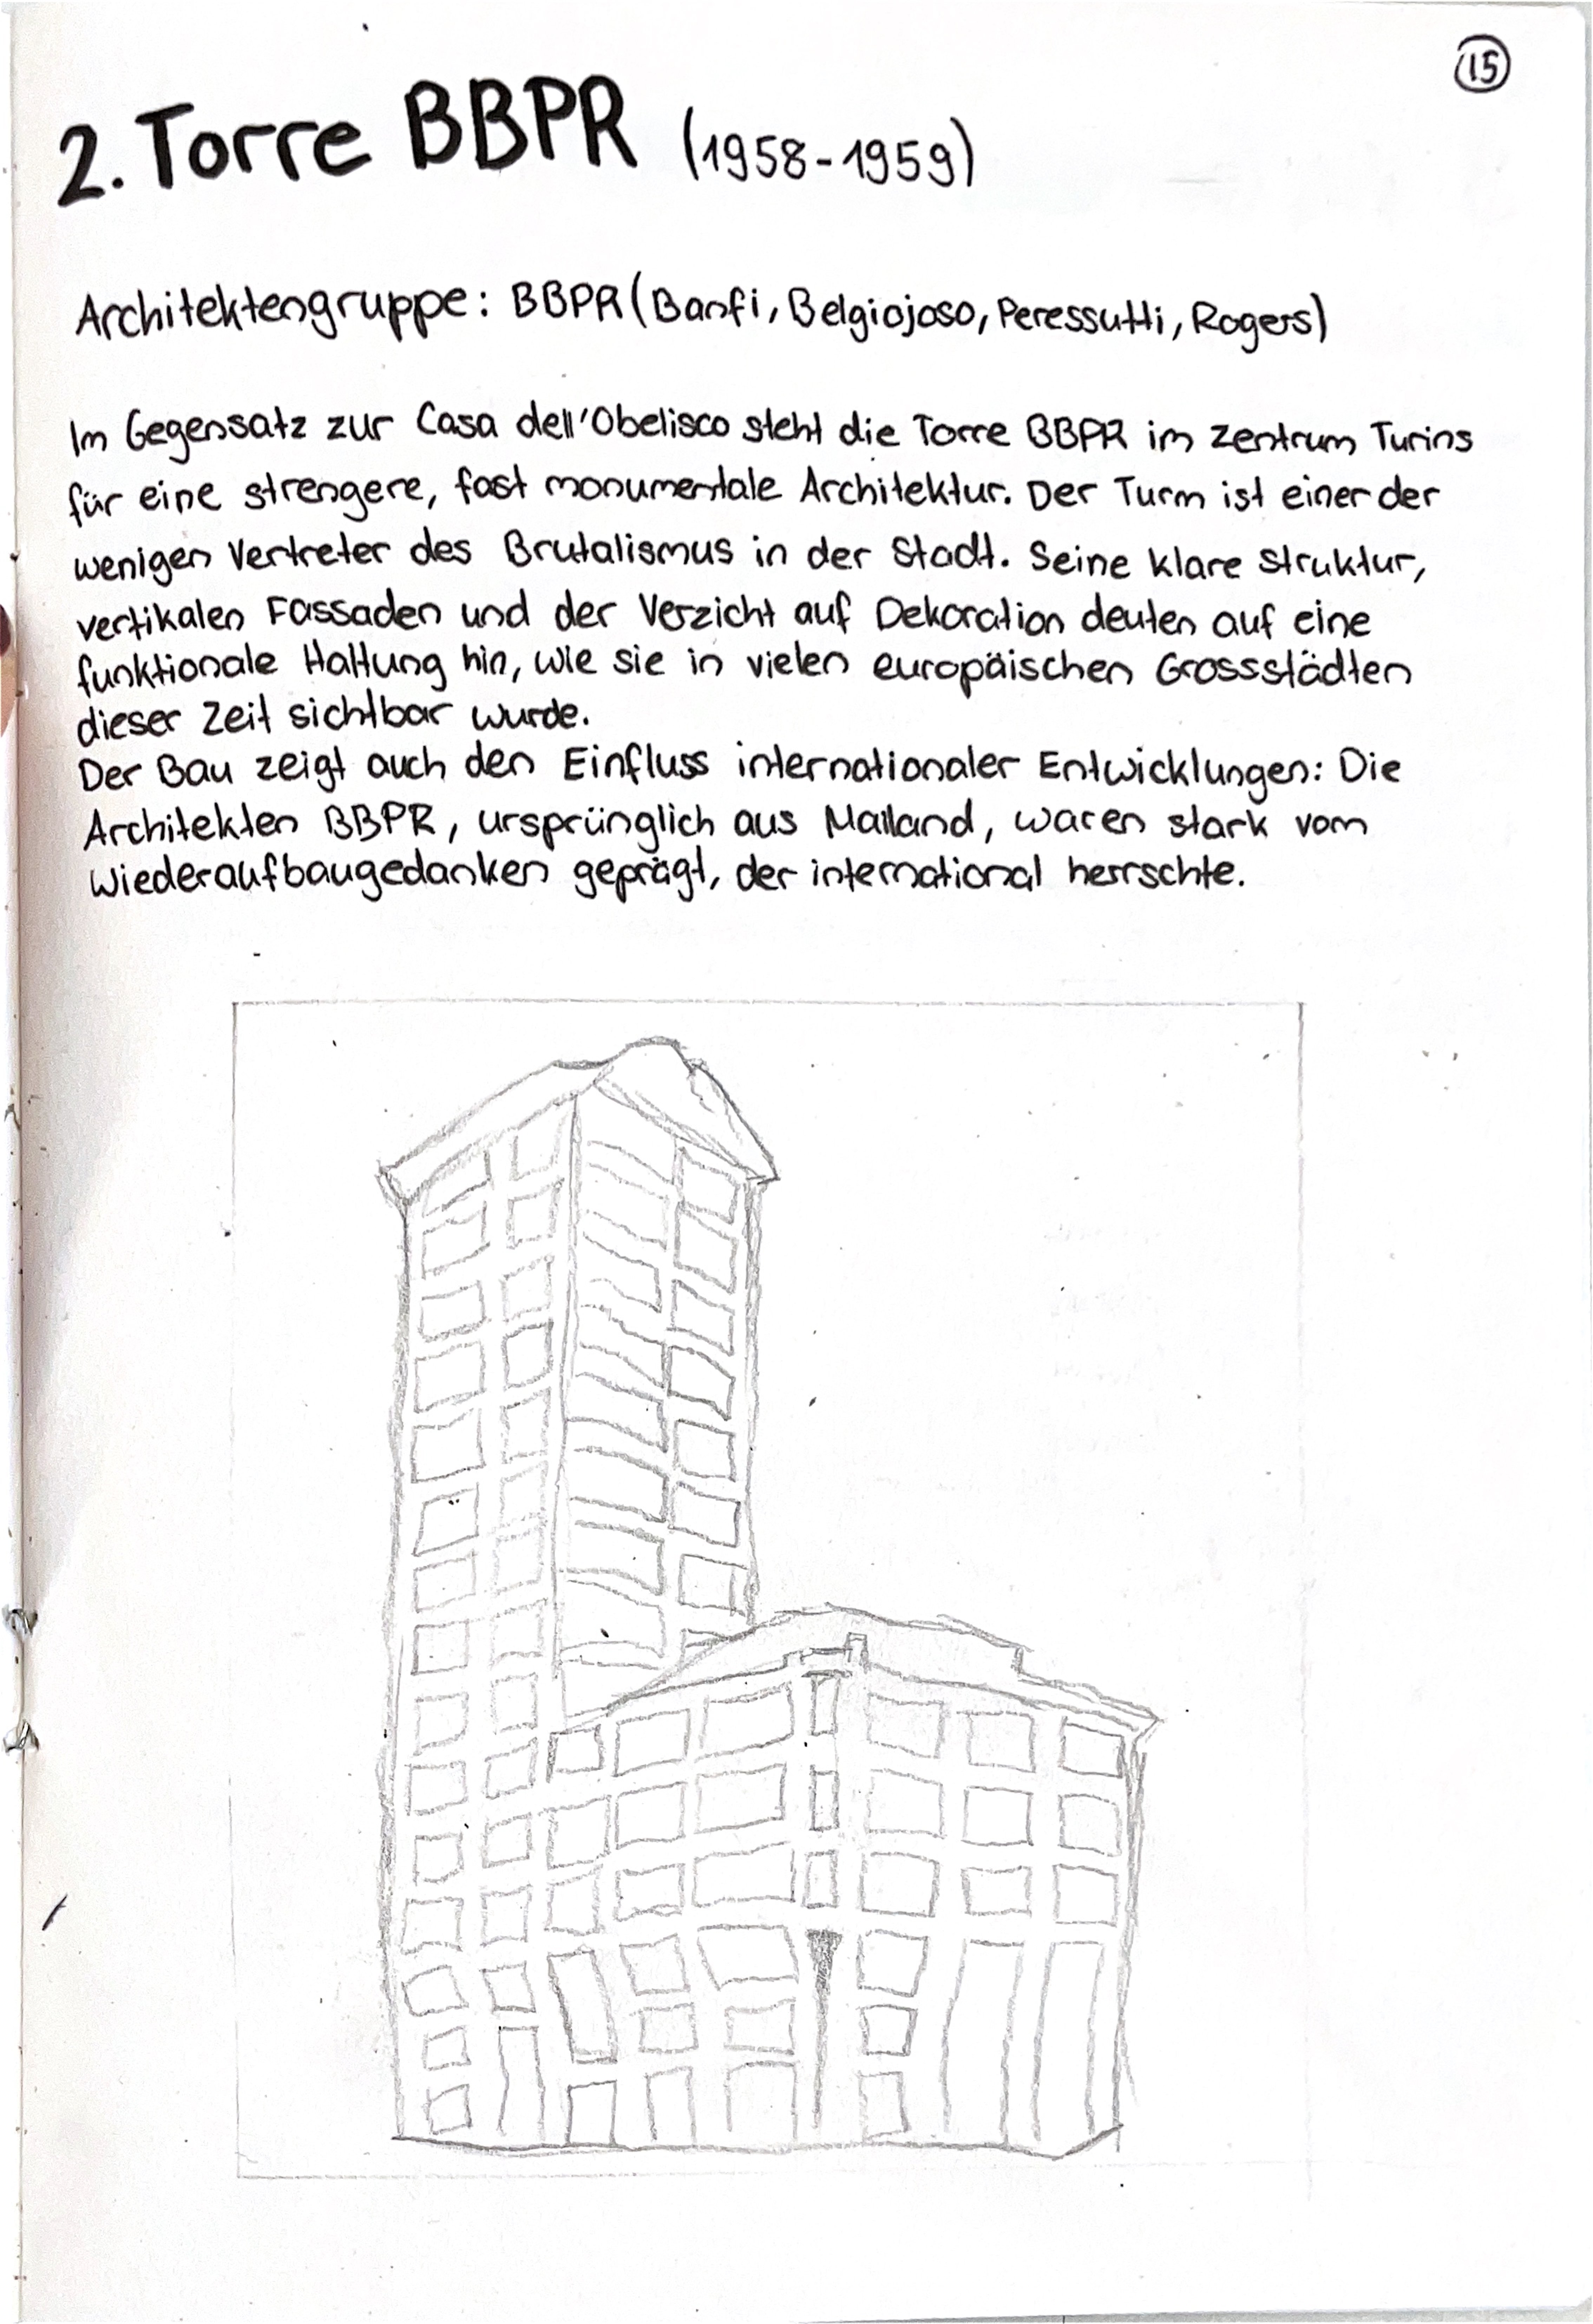 15
2. Torre BBPR (1958-1959)
Architektengruppe: BBPR (Banfi, Belgiojoso, Peressutti, Rogers)
Im Gegensatz zur Casa dell'Obelisco steht die Torre BBPR im Zentrum Turins
für eine strengere, fast monumentale Architektur. Der Turm ist einer der
wenigen Vertreter des Brutalismus in der Stadt. Seine klare Struktur,
vertikalen Fassaden und der Verzicht auf Dekoration deuten auf eine
funktionale Haltung hin, wie sie in vielen europäischen Grossstädten
dieser Zeit sichtbar wurde.
Der Bau zeigt auch den Einfluss internationaler Entwicklungen: Die
Architekten BBPR, ursprünglich aus Mailand, waren stark vom
Wiederaufbaugedanken geprägt, der international herrschte.